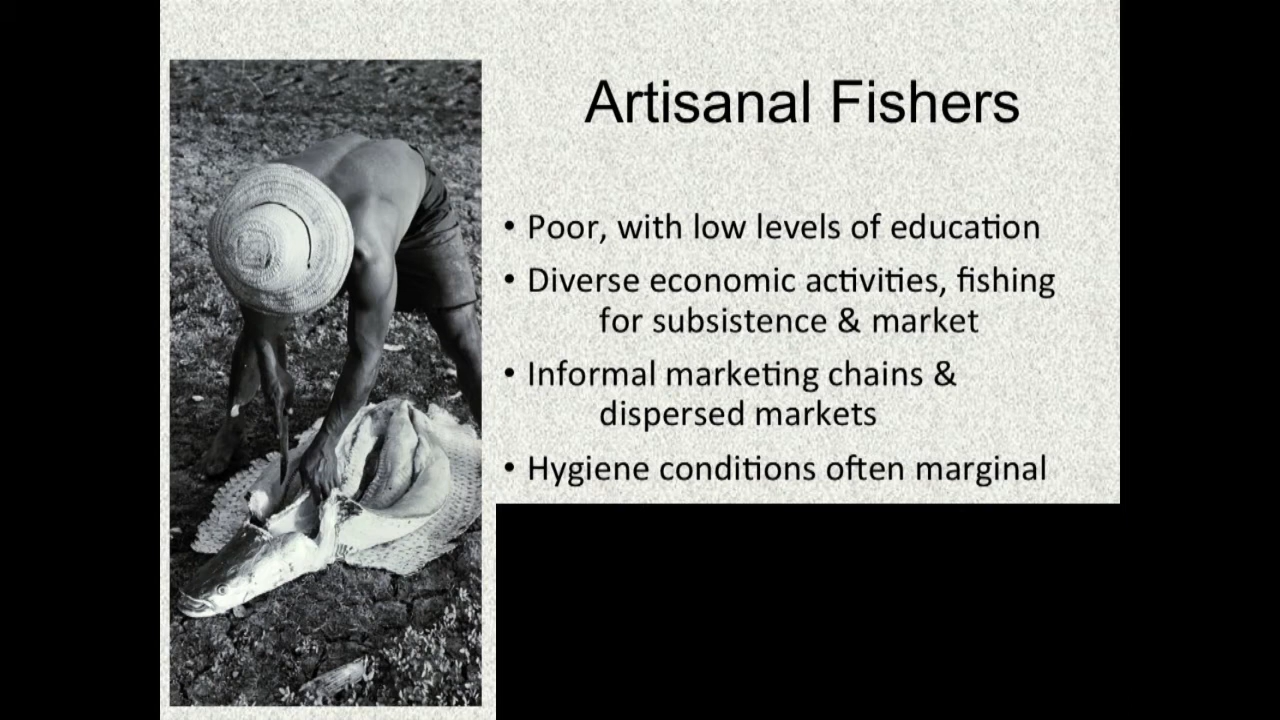 Artisanal Fishers
• Poor, with low levels of education
• Diverse economic activities, fishing
for subsistence & market
• Informal marketing chains &
dispersed markets
• Hygiene conditions often marginal